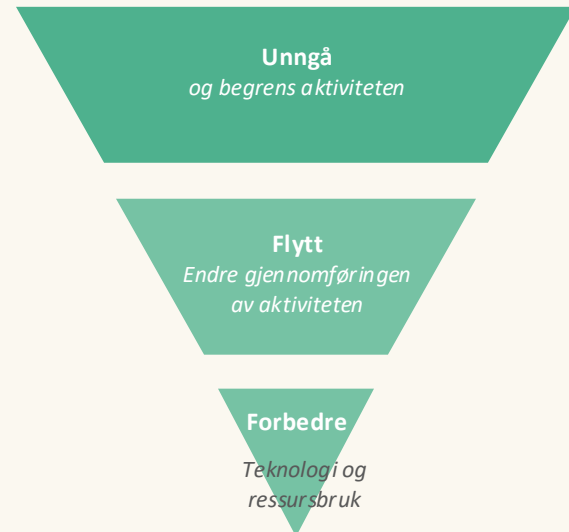 Unngå
og begrens aktiviteten
Flytt
Endre gjennomføringen
av aktiviteten
Forbedre
Teknologi og
ressursbruk